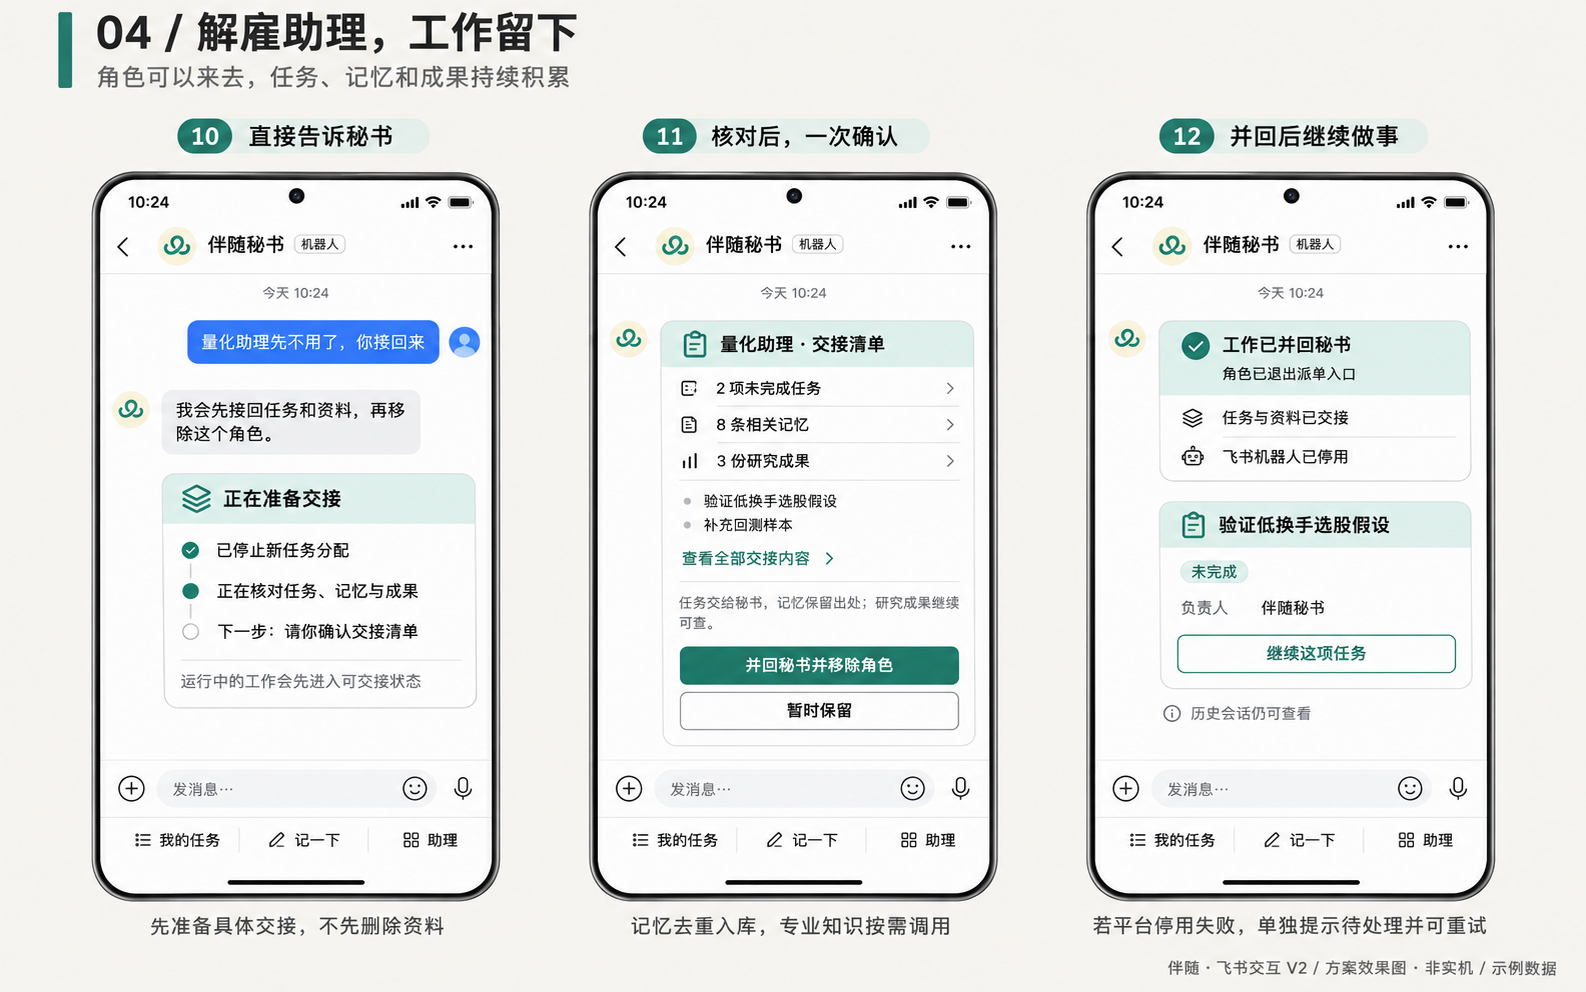 04 / 解雇助理，工作留下
角色可以来去，任务、记忆和成果持续积累
10 直接告诉秘书
10:24
伴随秘书 机器人
今天 10:24
量化助理先不用了，你接回来
我会先接回任务和资料，再移
除这个角色。
正在准备交接
已停止新任务分配
正在核对任务、记忆与成果
下一步：请你确认交接清单
运行中的工作会先进入可交接状态
发消息…
我的任务 记一下 助理
先准备具体交接，不先删除资料
11 核对后，一次确认
10:24
伴随秘书 机器人
今天 10:24
量化助理 · 交接清单
2 项未完成任务
8 条相关记忆
3 份研究成果
验证低换手选股假设
补充回测样本
查看全部交接内容
任务交给秘书，记忆保留出处；研究成果继续
可查。
并回秘书并移除角色
暂时保留
发消息…
我的任务 记一下 助理
记忆去重入库，专业知识按需调用
12 并回后继续做事
10:24
伴随秘书 机器人
今天 10:24
工作已并回秘书
角色已退出派单入口
任务与资料已交接
飞书机器人已停用
验证低换手选股假设
未完成
负责人 伴随秘书
继续这项任务
历史会话仍可查看
发消息…
我的任务 记一下 助理
若平台停用失败，单独提示待处理并可重试
伴随 · 飞书交互 V2 / 方案效果图 · 非实机 / 示例数据